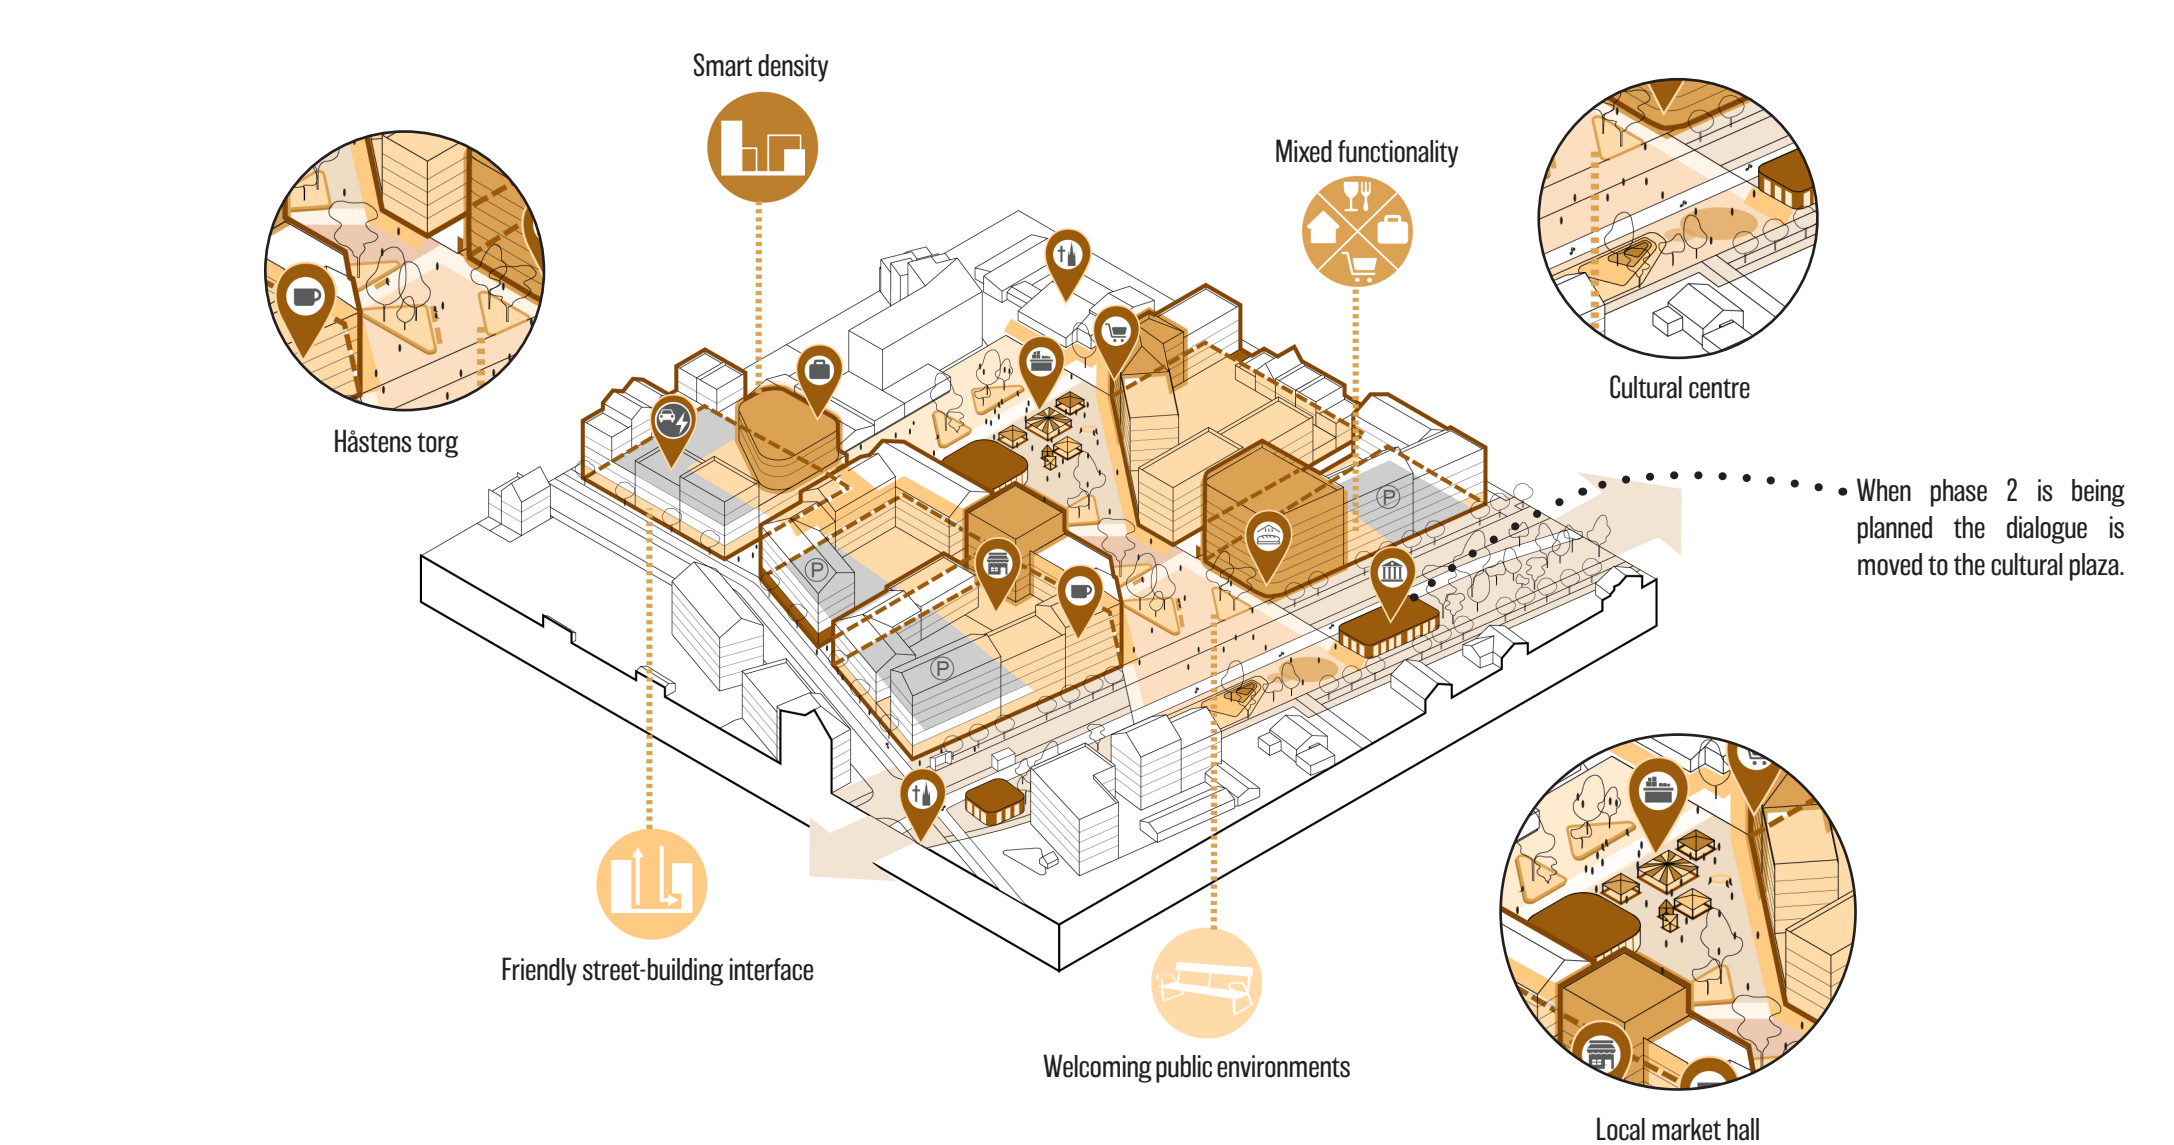 Smart density
Mixed functionality
Cultural centre
Håstens torg
When phase 2 is being
planned the dialogue is
moved to the cultural plaza.
P
P
P
Friendly street-building interface
Welcoming public environments
Local market hall